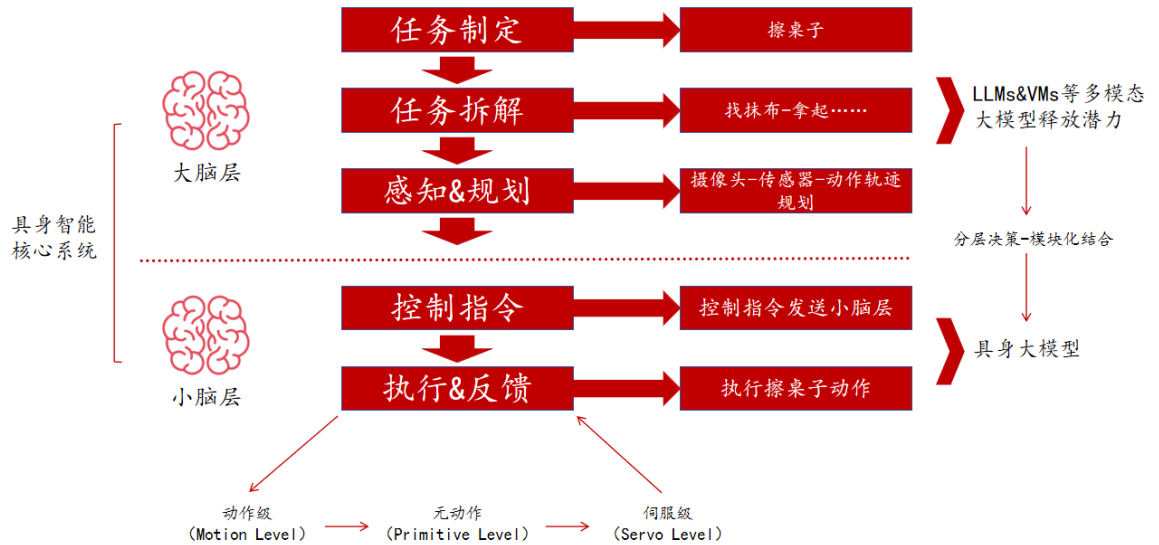 任务制定
擦桌子
任务拆解
找抹布-拿起……
LLMs&VMs等多模态
大模型释放潜力
大脑层
感知&规划
摄像头-传感器-动作轨迹
规划
具身智能
核心系统
分层决策-模块化结合
控制指令
控制指令发送小脑层
具身大模型
小脑层
执行&反馈
执行擦桌子动作
动作级
(Motion Level)
元动作
(Primitive Level)
伺服级
(Servo Level)